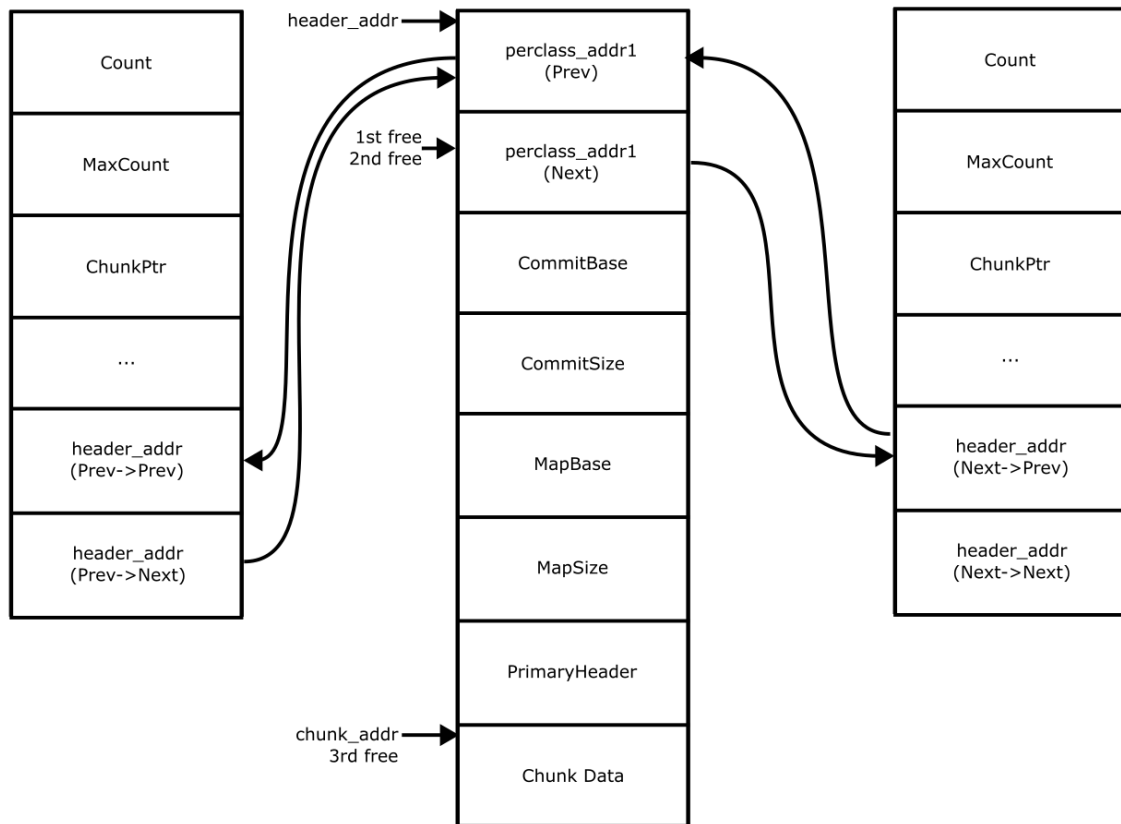 Count
MaxCount
ChunkPtr
...
header_addr
(Prev->Prev)
header_addr
(Prev->Next)
header_addr
1st free
2nd free
chunk_addr
3rd free
perclass_addr1
(Prev)
perclass_addr1
(Next)
CommitBase
CommitSize
MapBase
MapSize
PrimaryHeader
Chunk Data
Count
MaxCount
ChunkPtr
...
header_addr
(Next->Prev)
header_addr
(Next->Next)